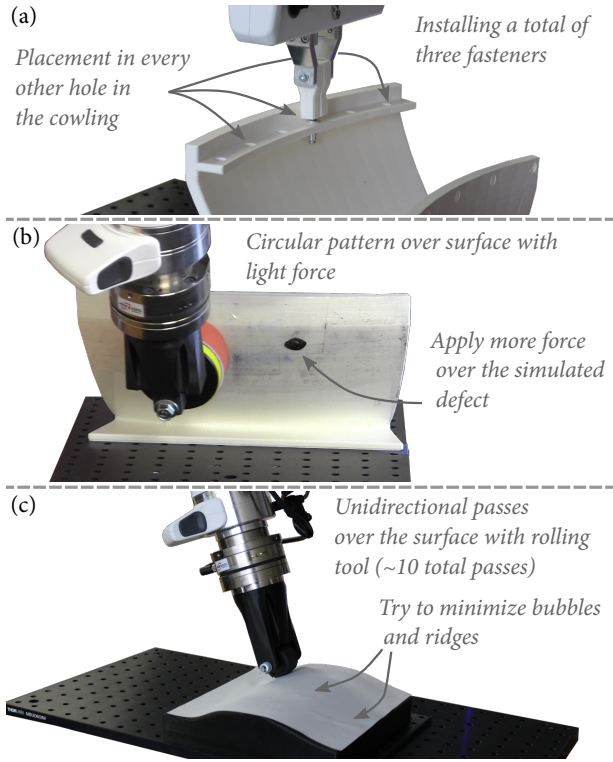 (a)
Installing a total of
three fasteners
Placement in every
other hole in
the cowling
(b)
Circular pattern over surface with
light force
Apply more force
over the simulated
defect
(c)
Unidirectional passes
over the surface with rolling
tool (~10 total passes)
Try to minimize bubbles
and ridges